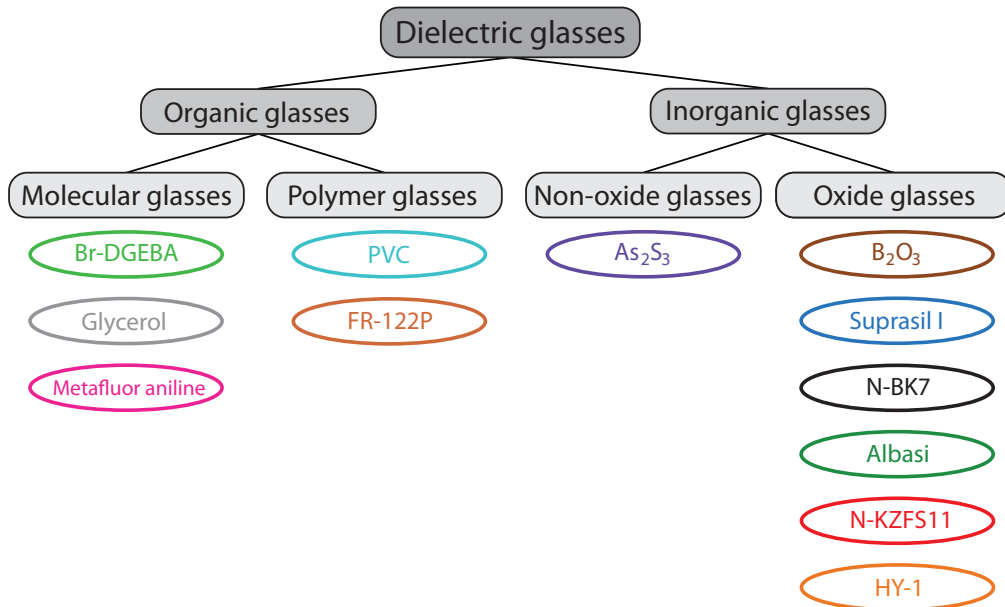 Dielectric glasses
Organic glasses
Inorganic glasses
Molecular glasses
Polymer glasses
Non-oxide glasses
Oxide glasses
Br-DGEBA
PVC
As₂S₃
B₂O₃
Glycerol
FR-122P
Suprasil I
Metafluor aniline
N-BK7
Albasi
N-KZFS11
HY-1